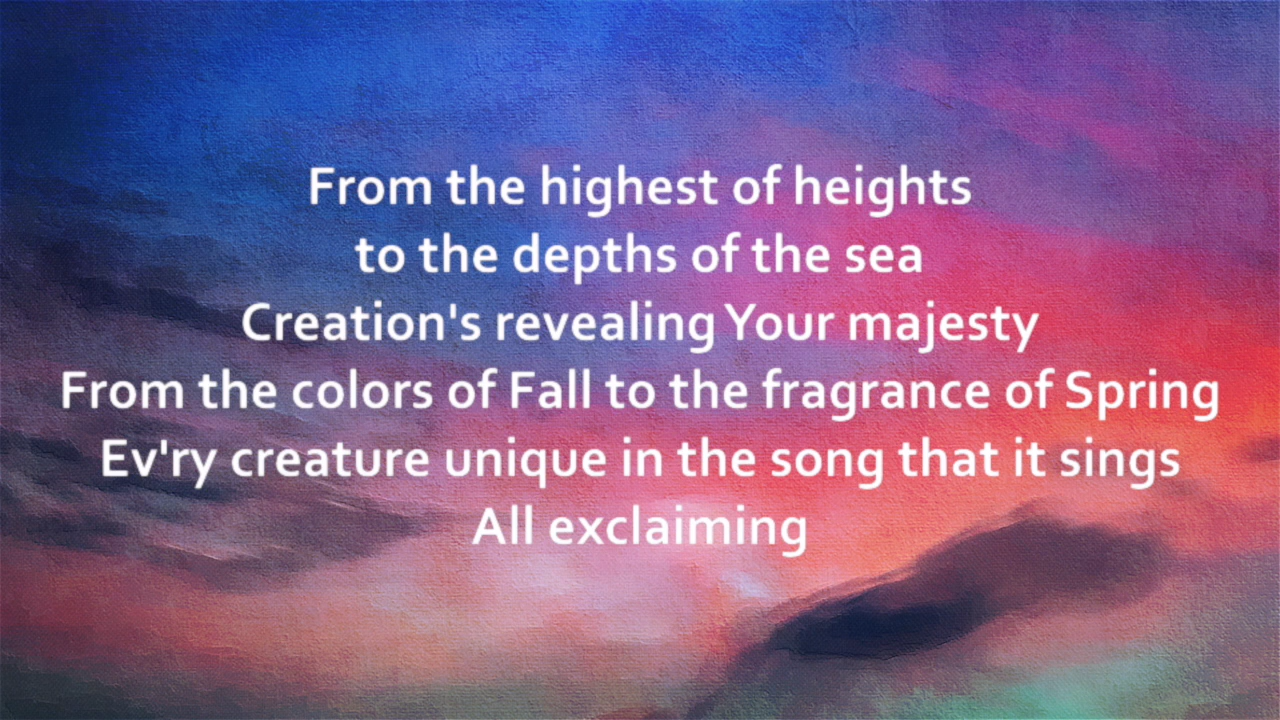 From the highest of heights
to the depths of the sea
Creation's revealing Your majesty
From the colors of Fall to the fragrance of Spring
Ev'ry creature unique in the song that it sings
All exclaiming